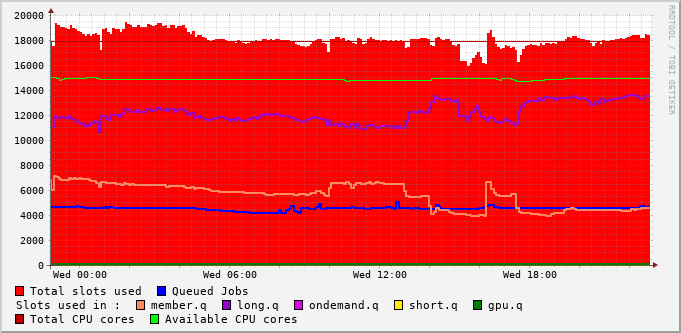 20000
18000
16000
14000
12000
10000
8000
6000
4000
2000
0
Wed 00:00 Wed 06:00 Wed 12:00 Wed 18:00
RRDTOOL / TOBI OETIKER
Total slots used Queued Jobs
Slots used in : member.q long.q ondemand.q short.q gpu.q
Total CPU cores Available CPU cores